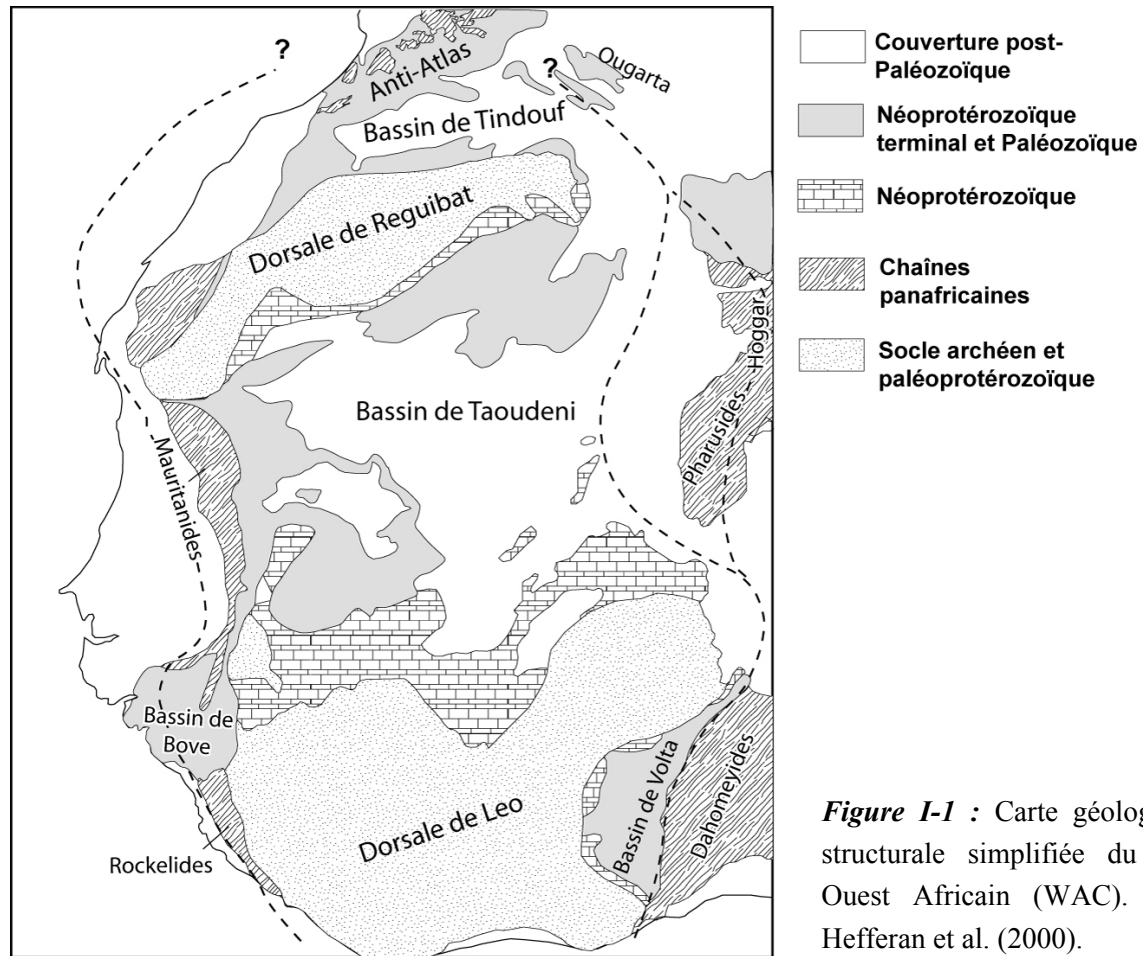 ?
Anti-Atlas
?
Ougarta
Bassin de Tindouf
Dorsale de Reguibat
Hoggar
Pharusides
Bassin de Taoudeni
Mauritanides
Bassin de
Bove
Rockelides
Dorsale de Leo
Bassin de Volta
Dahomeyides
Couverture post-
Paléozoïque
Néoprotérozoïque
terminal et Paléozoïque
Néoprotérozoïque
Chaînes
panafricaines
Socle archéen et
paléoprotérozoïque
Figure I-1 : Carte géolog
structurale simplifiée du
Ouest Africain (WAC).
Hefferan et al. (2000).